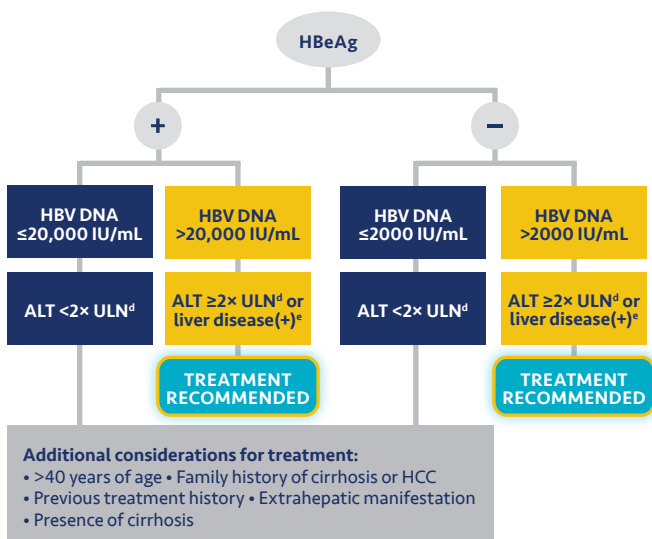 HBeAg
+
−
HBV DNA
≤20,000 IU/mL
HBV DNA
>20,000 IU/mL
HBV DNA
≤2000 IU/mL
HBV DNA
>2000 IU/mL
ALT <2× ULNᵈ
ALT ≥2× ULNᵈ or
liver disease(+)ᵉ
ALT <2× ULNᵈ
ALT ≥2× ULNᵈ or
liver disease(+)ᵉ
TREATMENT
RECOMMENDED
TREATMENT
RECOMMENDED
Additional considerations for treatment:
• >40 years of age • Family history of cirrhosis or HCC
• Previous treatment history • Extrahepatic manifestation
• Presence of cirrhosis